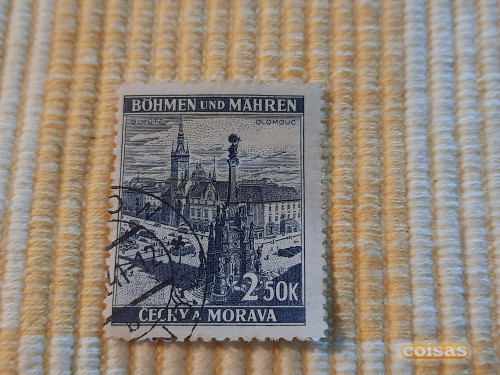 BÖHMEN UND MÄHREN
OLMÜTZ OLOMOUC
2 50K
ČECHY A MORAVA
coisas